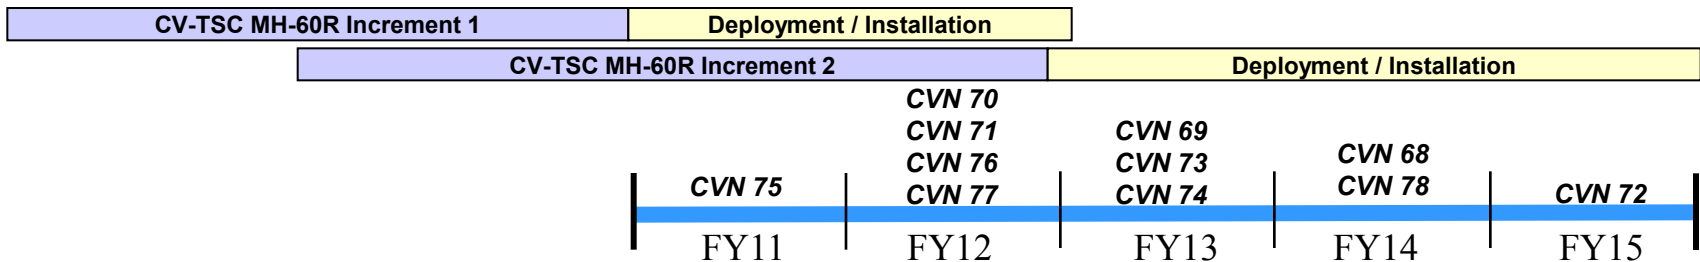 CV-TSC MH-60R Increment 1
Deployment / Installation
CV-TSC MH-60R Increment 2
Deployment / Installation
CVN 75
CVN 70
CVN 71
CVN 76
CVN 77
CVN 69
CVN 73
CVN 74
CVN 68
CVN 78
CVN 72
FY11
FY12
FY13
FY14
FY15